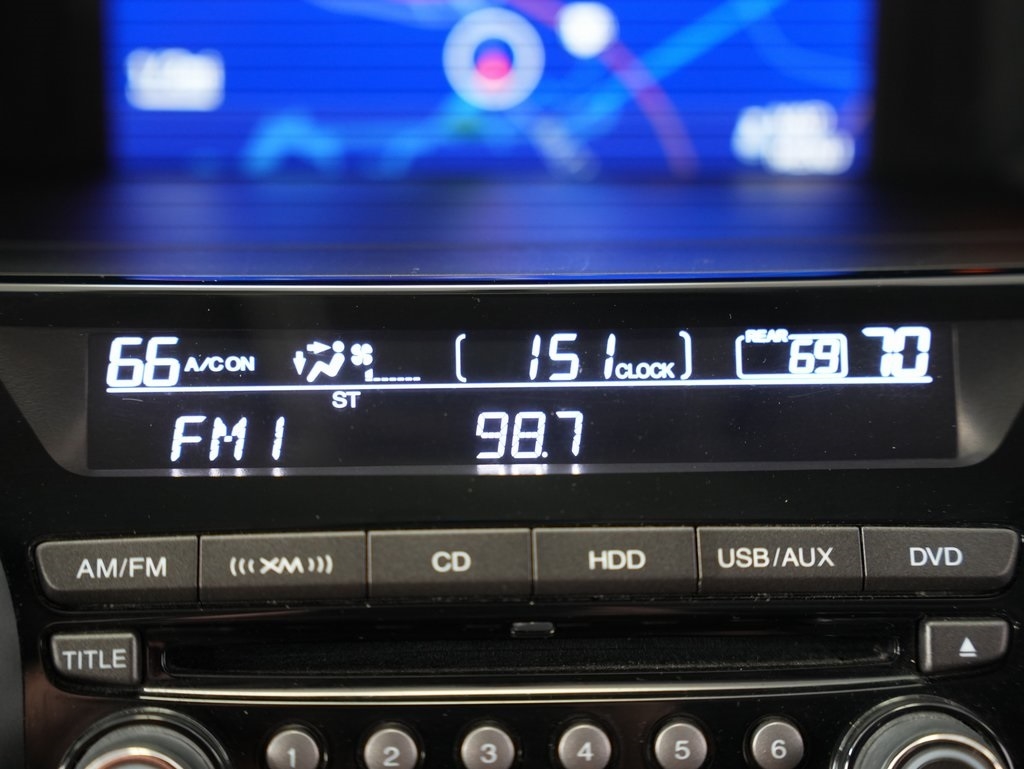 66 A/CON 151 CLOCK REAR 69 70
ST
FM1 98.7
AM/FM XM CD HDD USB/AUX DVD
TITLE
1 2 3 4 5 6